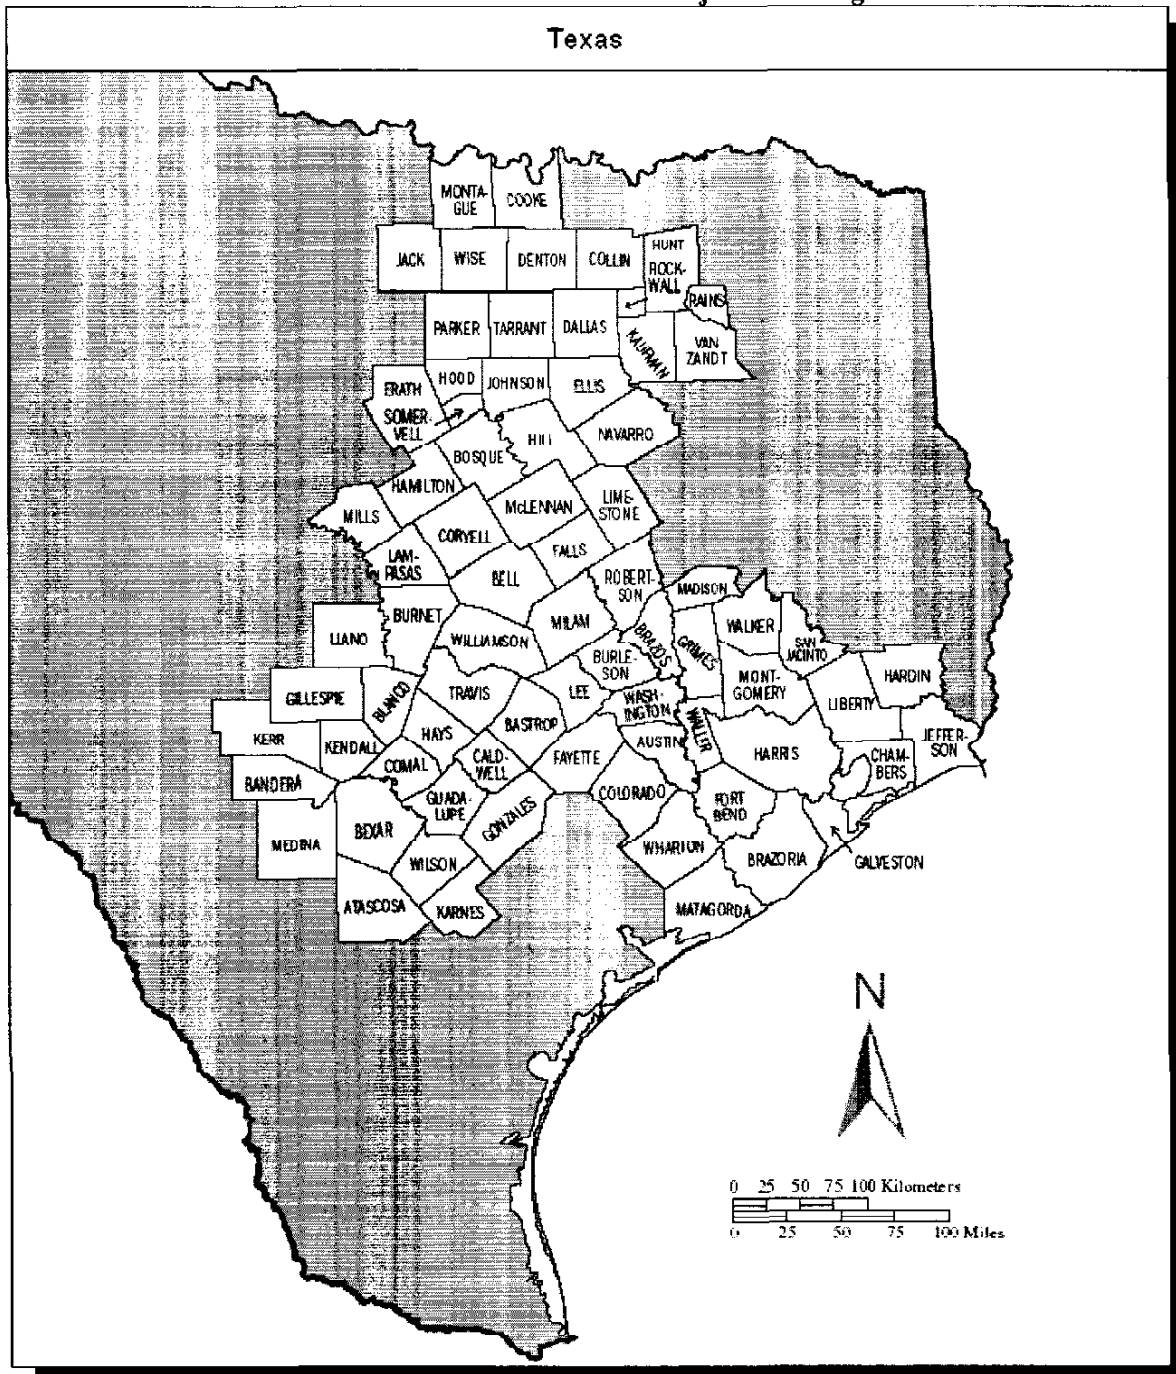 Texas
MONTA-
GUE
COOKE
JACK
WISE
DENTON
COLLIN
HUNT
ROCK-
WALL
RAINS
PARKER
TARRANT
DALLAS
KAUFMAN
VAN
ZANDT
ERATH
HOOD
JOHNSON
ELLIS
SOMER-
VELL
BOSQUE
HILL
NAVARRO
HAMILTON
MILLS
CORYELL
McLENNAN
LIME-
STONE
LAM-
PASAS
BELL
FALLS
ROBERT-
SON
MADISON
LLANO
BURNET
WILLIAMSON
MILAM
BRAZOS
GRIMES
WALKER
SAN
JACINTO
BURLE-
SON
GILLESPIE
BLANCO
TRAVIS
LEE
WASH-
INGTON
MONT-
GOMERY
LIBERTY
HARDIN
KERR
KENDALL
HAYS
BASTROP
FAYETTE
AUSTIN
WALLER
HARRIS
JEFFER-
SON
BANDERA
COMAL
CALD-
WELL
CHAM-
BERS
GUADA-
LUPE
GONZALES
COLORADO
FORT
BEND
MEDINA
BEXAR
WILSON
WHARTON
BRAZORIA
GALVESTON
ATASCOSA
KARNES
MATAGORDA
N
0 25 50 75 100 Kilometers
0 25 50 75 100 Miles